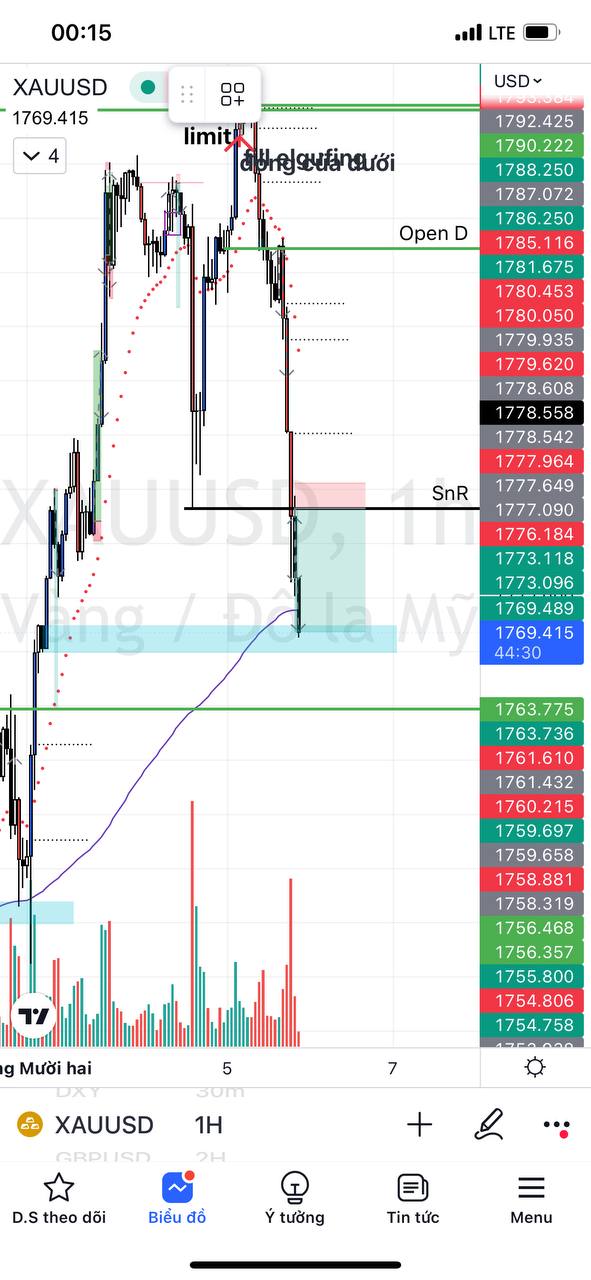 00:15
LTE
XAUUSD
USD
1769.415
4
limit
fill elgufing
động của dưới
Open D
SnR
XAUUSD, 1h
Vàng / Đô la Mỹ
1793.384
1792.425
1790.222
1788.250
1787.072
1786.250
1785.116
1781.675
1780.453
1780.050
1779.935
1779.620
1778.608
1778.558
1778.542
1777.964
1777.649
1777.090
1776.184
1773.118
1773.096
1769.489
1769.415
44:30
1763.775
1763.736
1761.610
1761.432
1760.215
1759.697
1759.658
1758.881
1758.319
1756.468
1756.357
1755.800
1754.806
1754.758
ng Mười hai
5
7
DXY
30m
XAUUSD
1H
GBPUSD
2H
D.S theo dõi
Biểu đồ
Ý tưởng
Tin tức
Menu